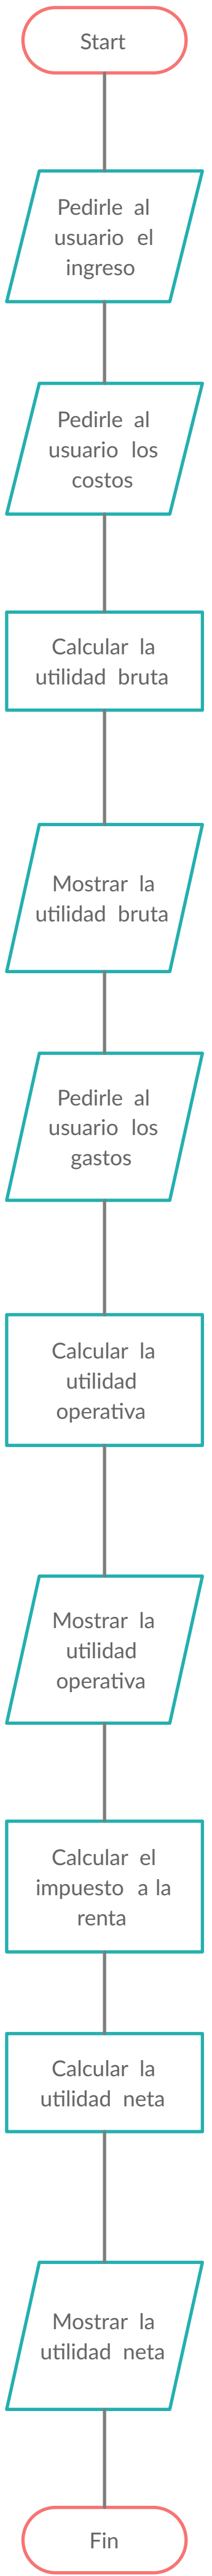 Start
Pedirle al
usuario el
ingreso
Pedirle al
usuario los
costos
Calcular la
utilidad bruta
Mostrar la
utilidad bruta
Pedirle al
usuario los
gastos
Calcular la
utilidad
operativa
Mostrar la
utilidad
operativa
Calcular el
impuesto a la
renta
Calcular la
utilidad neta
Mostrar la
utilidad neta
Fin